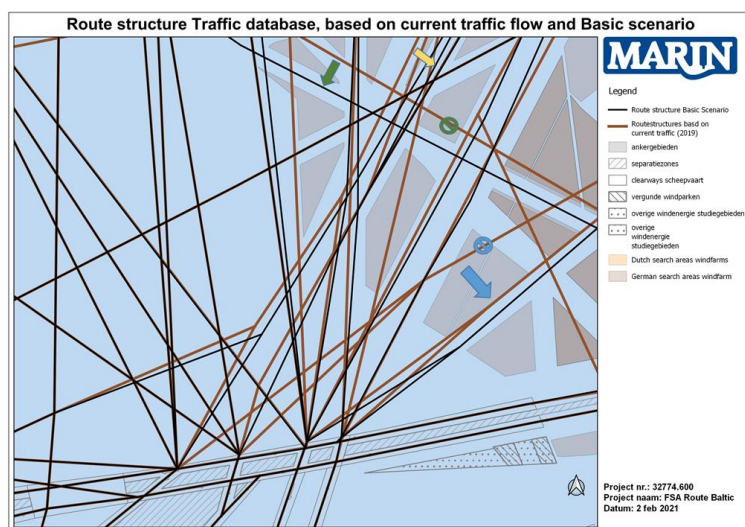 Route structure Traffic database, based on current traffic flow and Basic scenario
MARIN
Legend
Route structure Basic Scenario
Routestructures basd on
current traffic (2019)
ankergebieden
separatiezones
clearways scheepvaart
vergunde windparken
overige windenergie studiegebieden
overige
windenergie
studiegebieden
Dutch search areas windfarms
German search areas windfarm
Project nr.: 32774.600
Project naam: FSA Route Baltic
Datum: 2 feb 2021